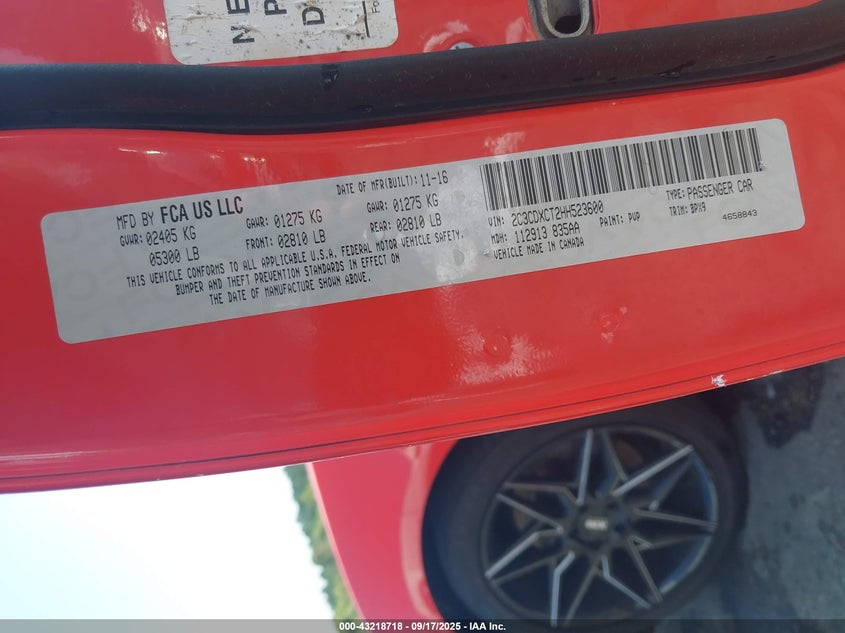 NE
P
D
MFD BY FCA US LLC
DATE OF MFR(BUILT): 11-16
GVWR: 02405 KG
GAWR: 01275 KG
GAWR: 01275 KG
05300 LB
FRONT: 02810 LB
REAR: 02810 LB
THIS VEHICLE CONFORMS TO ALL APPLICABLE U.S.A. FEDERAL MOTOR VEHICLE SAFETY,
BUMPER AND THEFT PREVENTION STANDARDS IN EFFECT ON
THE DATE OF MANUFACTURE SHOWN ABOVE.
VIN: 2C3CDXCT2HH523600
TYPE: PASSENGER CAR
MDH: 112913 835AA
PAINT: PVP
TRIM: BPX9
VEHICLE MADE IN CANADA
4658843
000-43218718 - 09/17/2025 - IAA Inc.